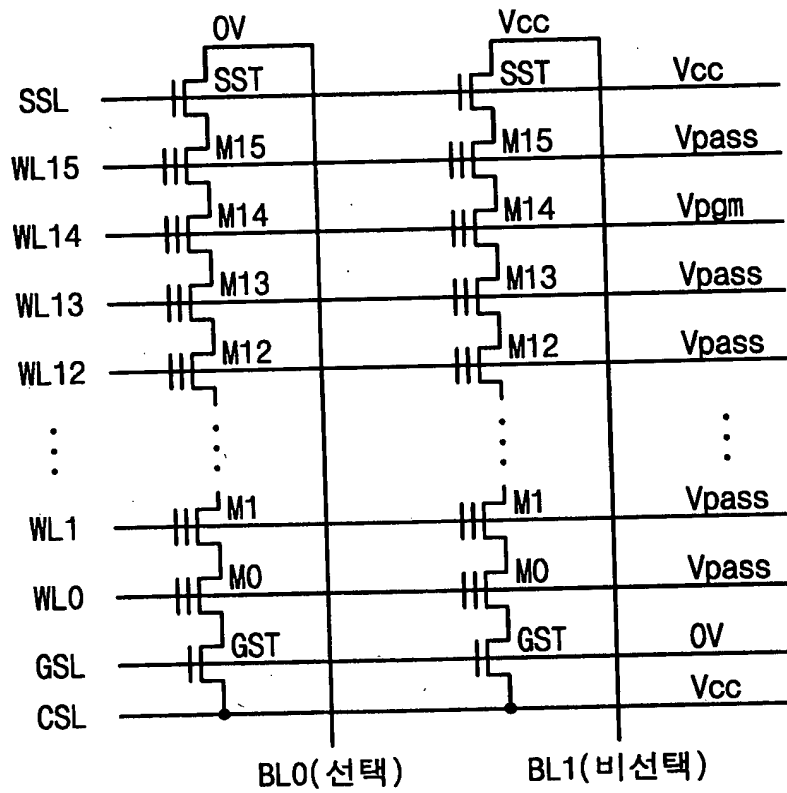 0V Vcc
SSL SST SST Vcc
WL15 M15 M15 Vpass
WL14 M14 M14 Vpgm
WL13 M13 M13 Vpass
WL12 M12 M12 Vpass
WL1 M1 M1 Vpass
WL0 M0 M0 Vpass
GSL GST GST 0V
CSL Vcc
BL0(선택) BL1(비선택)